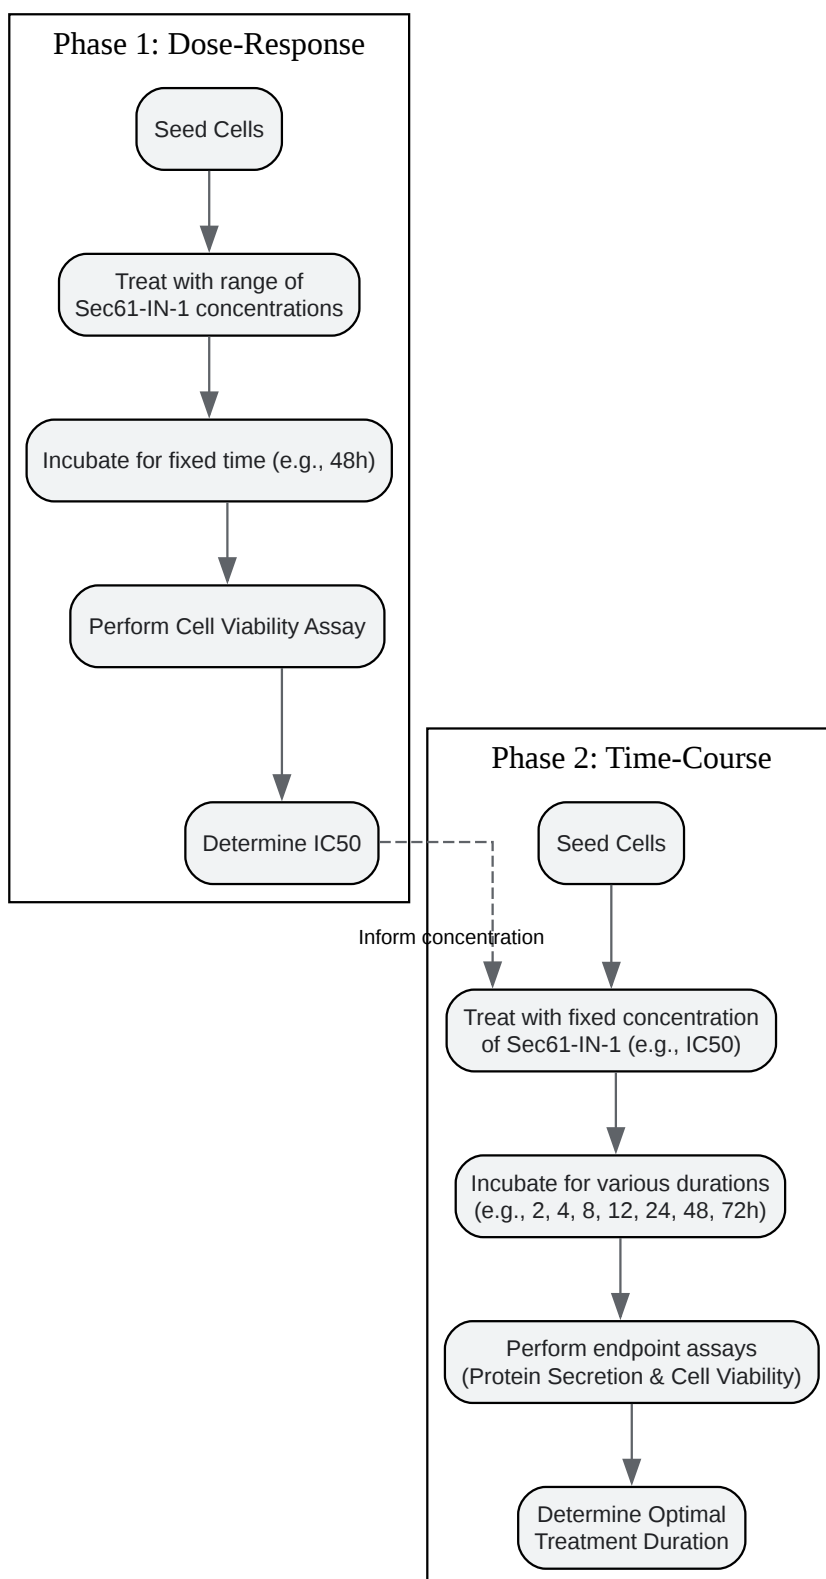 Phase 1: Dose-Response
Seed Cells
Treat with range of
Sec61-IN-1 concentrations
Incubate for fixed time (e.g., 48h)
Perform Cell Viability Assay
Determine IC50
Inform concentration
Phase 2: Time-Course
Seed Cells
Treat with fixed concentration
of Sec61-IN-1 (e.g., IC50)
Incubate for various durations
(e.g., 2, 4, 8, 12, 24, 48, 72h)
Perform endpoint assays
(Protein Secretion & Cell Viability)
Determine Optimal
Treatment Duration